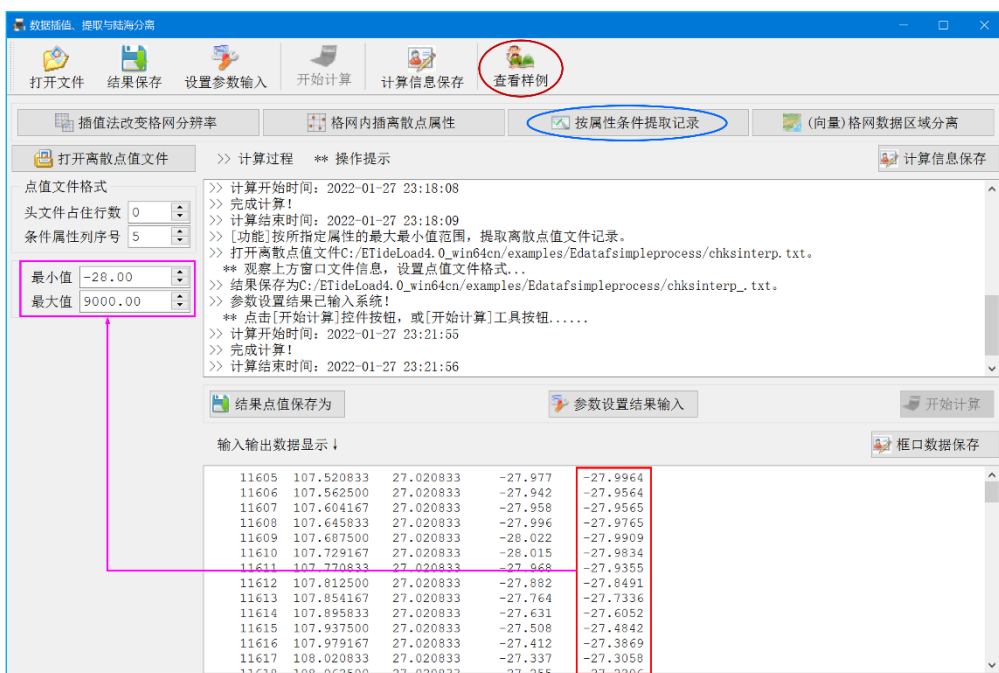 数据插值、提取与陆海分离
打开文件 结果保存 设置参数输入 开始计算 计算信息保存 查看样例
插值法改变格网分辨率 格网内插离散点属性 按属性条件提取记录 (向量)格网数据区域分离
打开离散点值文件 >> 计算过程 ** 操作提示 计算信息保存
点值文件格式
头文件占住行数 0
条件属性列序号 5
最小值 -28.00
最大值 9000.00
>> 计算开始时间：2022-01-27 23:18:08
>> 完成计算！
>> 计算结束时间：2022-01-27 23:18:09
>> [功能]按所指定属性的最大最小值范围，提取离散点值文件记录。
>> 打开离散点值文件C:/ETideLoad4.0_win64cn/examples/Edatafsimpleprocess/chksinterp.txt。
** 观察上方窗口文件信息，设置点值文件格式...
>> 结果保存为C:/ETideLoad4.0_win64cn/examples/Edatafsimpleprocess/chksinterp_.txt。
>> 参数设置结果已输入系统！
** 点击[开始计算]控件按钮，或[开始计算]工具按钮......
>> 计算开始时间：2022-01-27 23:21:55
>> 完成计算！
>> 计算结束时间：2022-01-27 23:21:56
结果点值保存为 参数设置结果输入 开始计算
输入输出数据显示↓ 框口数据保存
11605 107.520833 27.020833 -27.977 -27.9964
11606 107.562500 27.020833 -27.942 -27.9564
11607 107.604167 27.020833 -27.958 -27.9565
11608 107.645833 27.020833 -27.996 -27.9765
11609 107.687500 27.020833 -28.022 -27.9909
11610 107.729167 27.020833 -28.015 -27.9834
11611 107.770833 27.020833 -27.968 -27.9355
11612 107.812500 27.020833 -27.882 -27.8491
11613 107.854167 27.020833 -27.764 -27.7336
11614 107.895833 27.020833 -27.631 -27.6052
11615 107.937500 27.020833 -27.508 -27.4842
11616 107.979167 27.020833 -27.412 -27.3869
11617 108.020833 27.020833 -27.337 -27.3058